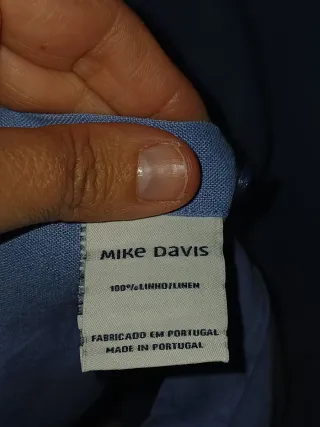 MIKE DAVIS
100%LINHO/LINEN
FABRICADO EM PORTUGAL
MADE IN PORTUGAL